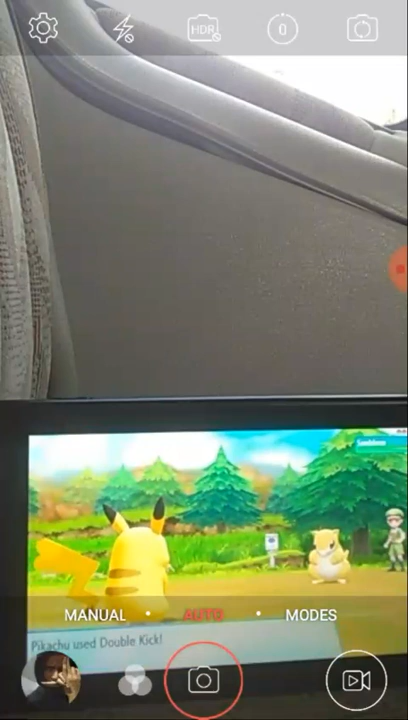 HDR
0
MANUAL • AUTO • MODES
Sandshrew
Pikachu used Double Kick!